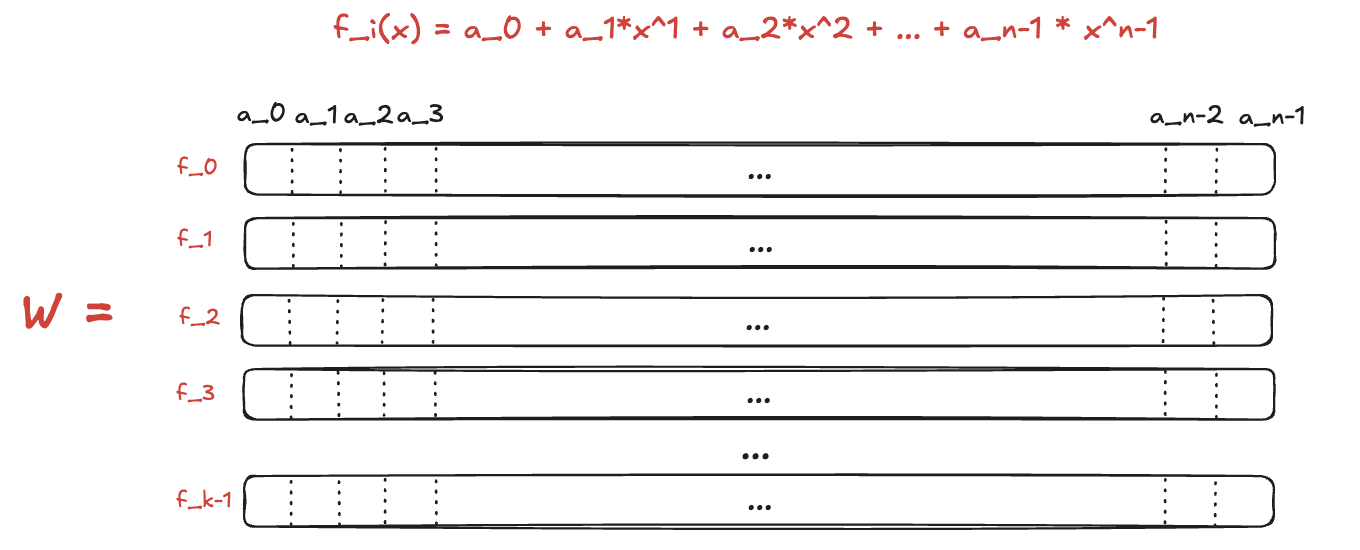 f_i(x) = a_0 + a_1*x^1 + a_2*x^2 + ... + a_n-1 * x^n-1
a_0 a_1 a_2 a_3 a_n-2 a_n-1
f_0 ...
f_1 ...
W = f_2 ...
f_3 ...
...
f_k-1 ...